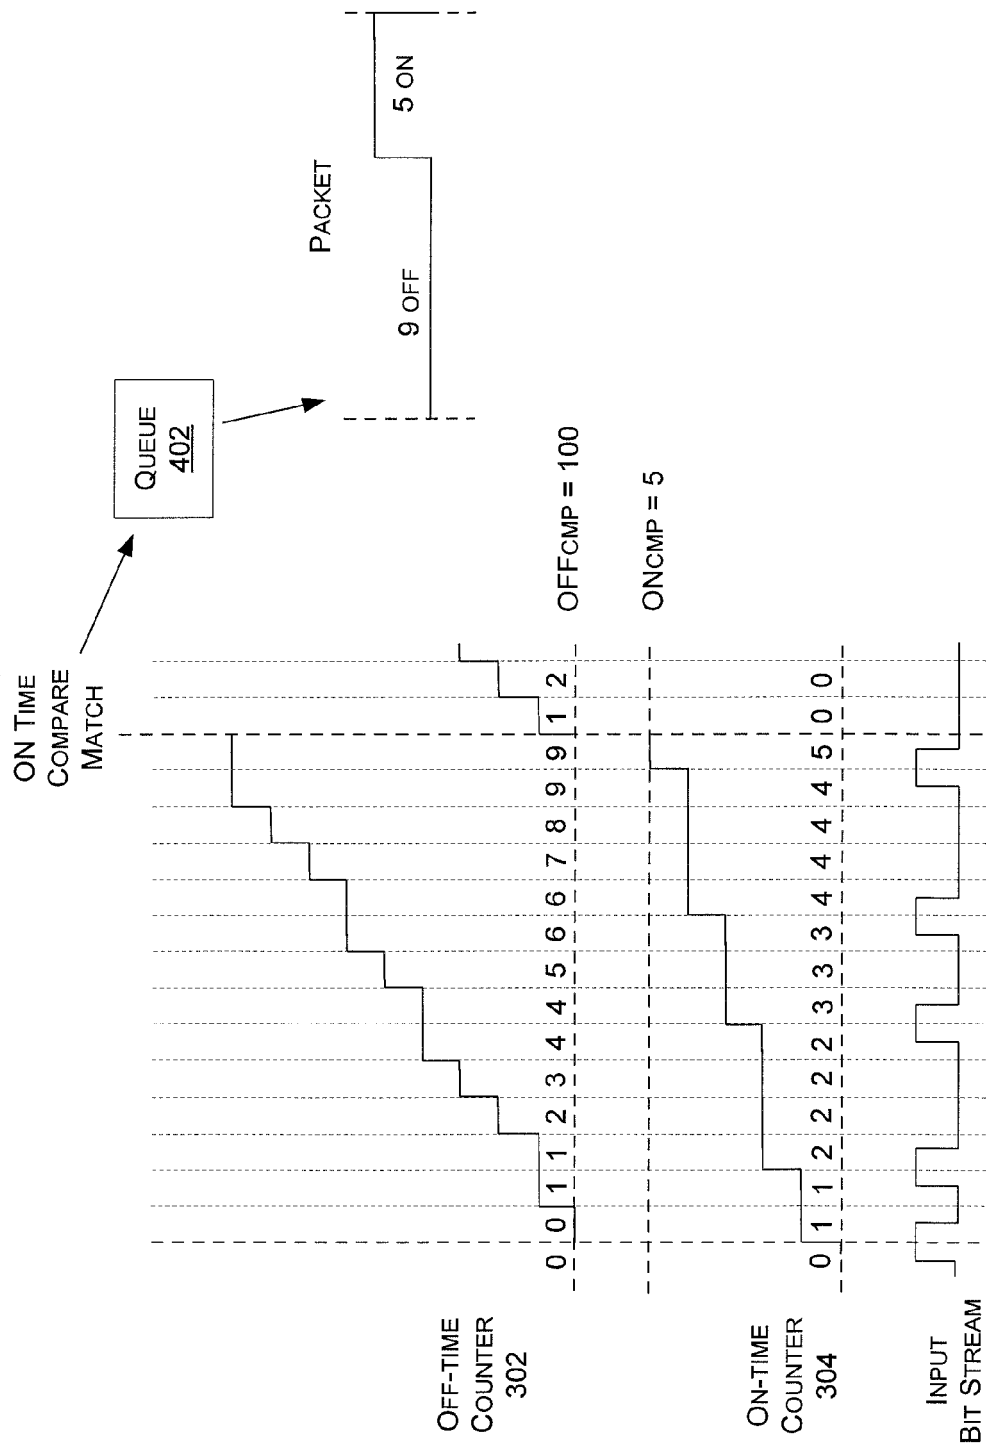 ON TIME
COMPARE
MATCH
QUEUE
402
PACKET
9 OFF
5 ON
OFF-TIME
COUNTER
302
0 0 1 1 2 3 4 4 5 6 6 7 8 9 9 1 2
OFFCMP = 100
ONCMP = 5
ON-TIME
COUNTER
304
0 1 1 2 2 2 2 3 3 3 4 4 4 4 5 0 0
INPUT
BIT STREAM